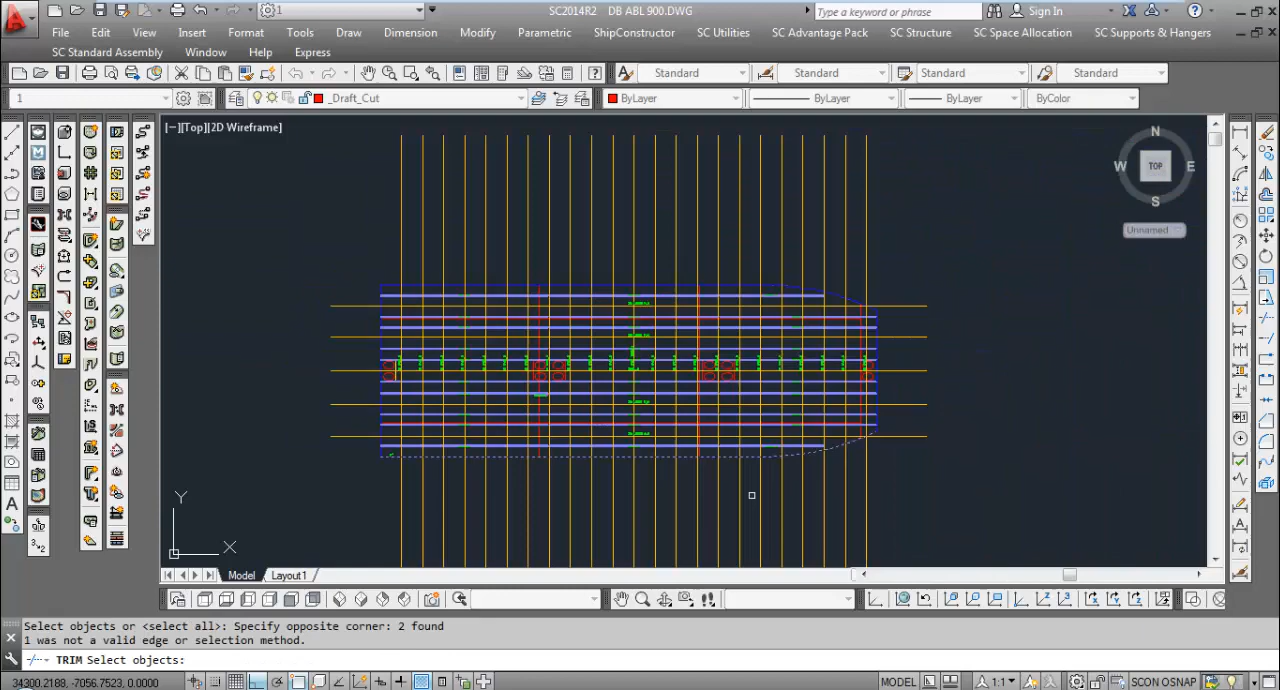 1
SC2014R2 DB ABL 900.DWG
Type a keyword or phrase
Sign In
File Edit View Insert Format Tools Draw Dimension Modify Parametric ShipConstructor SC Utilities SC Advantage Pack SC Structure SC Space Allocation SC Supports & Hangers
SC Standard Assembly Window Help Express
Standard Standard Standard Standard
1 _Draft_Cut ByLayer ByLayer ByLayer ByColor
[−][Top][2D Wireframe]
N
W TOP E
S
Unnamed
Y
X
Model Layout1
Select objects or <select all>: Specify opposite corner: 2 found
1 was not a valid edge or selection method.
TRIM Select objects:
34300.2188, -7056.7523, 0.0000 MODEL 1:1 SCON OSNAP